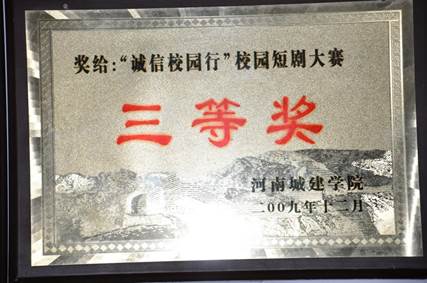 奖给:“诚信校园行”校园短剧大赛
三等奖
河南城建学院
二00九年十二月